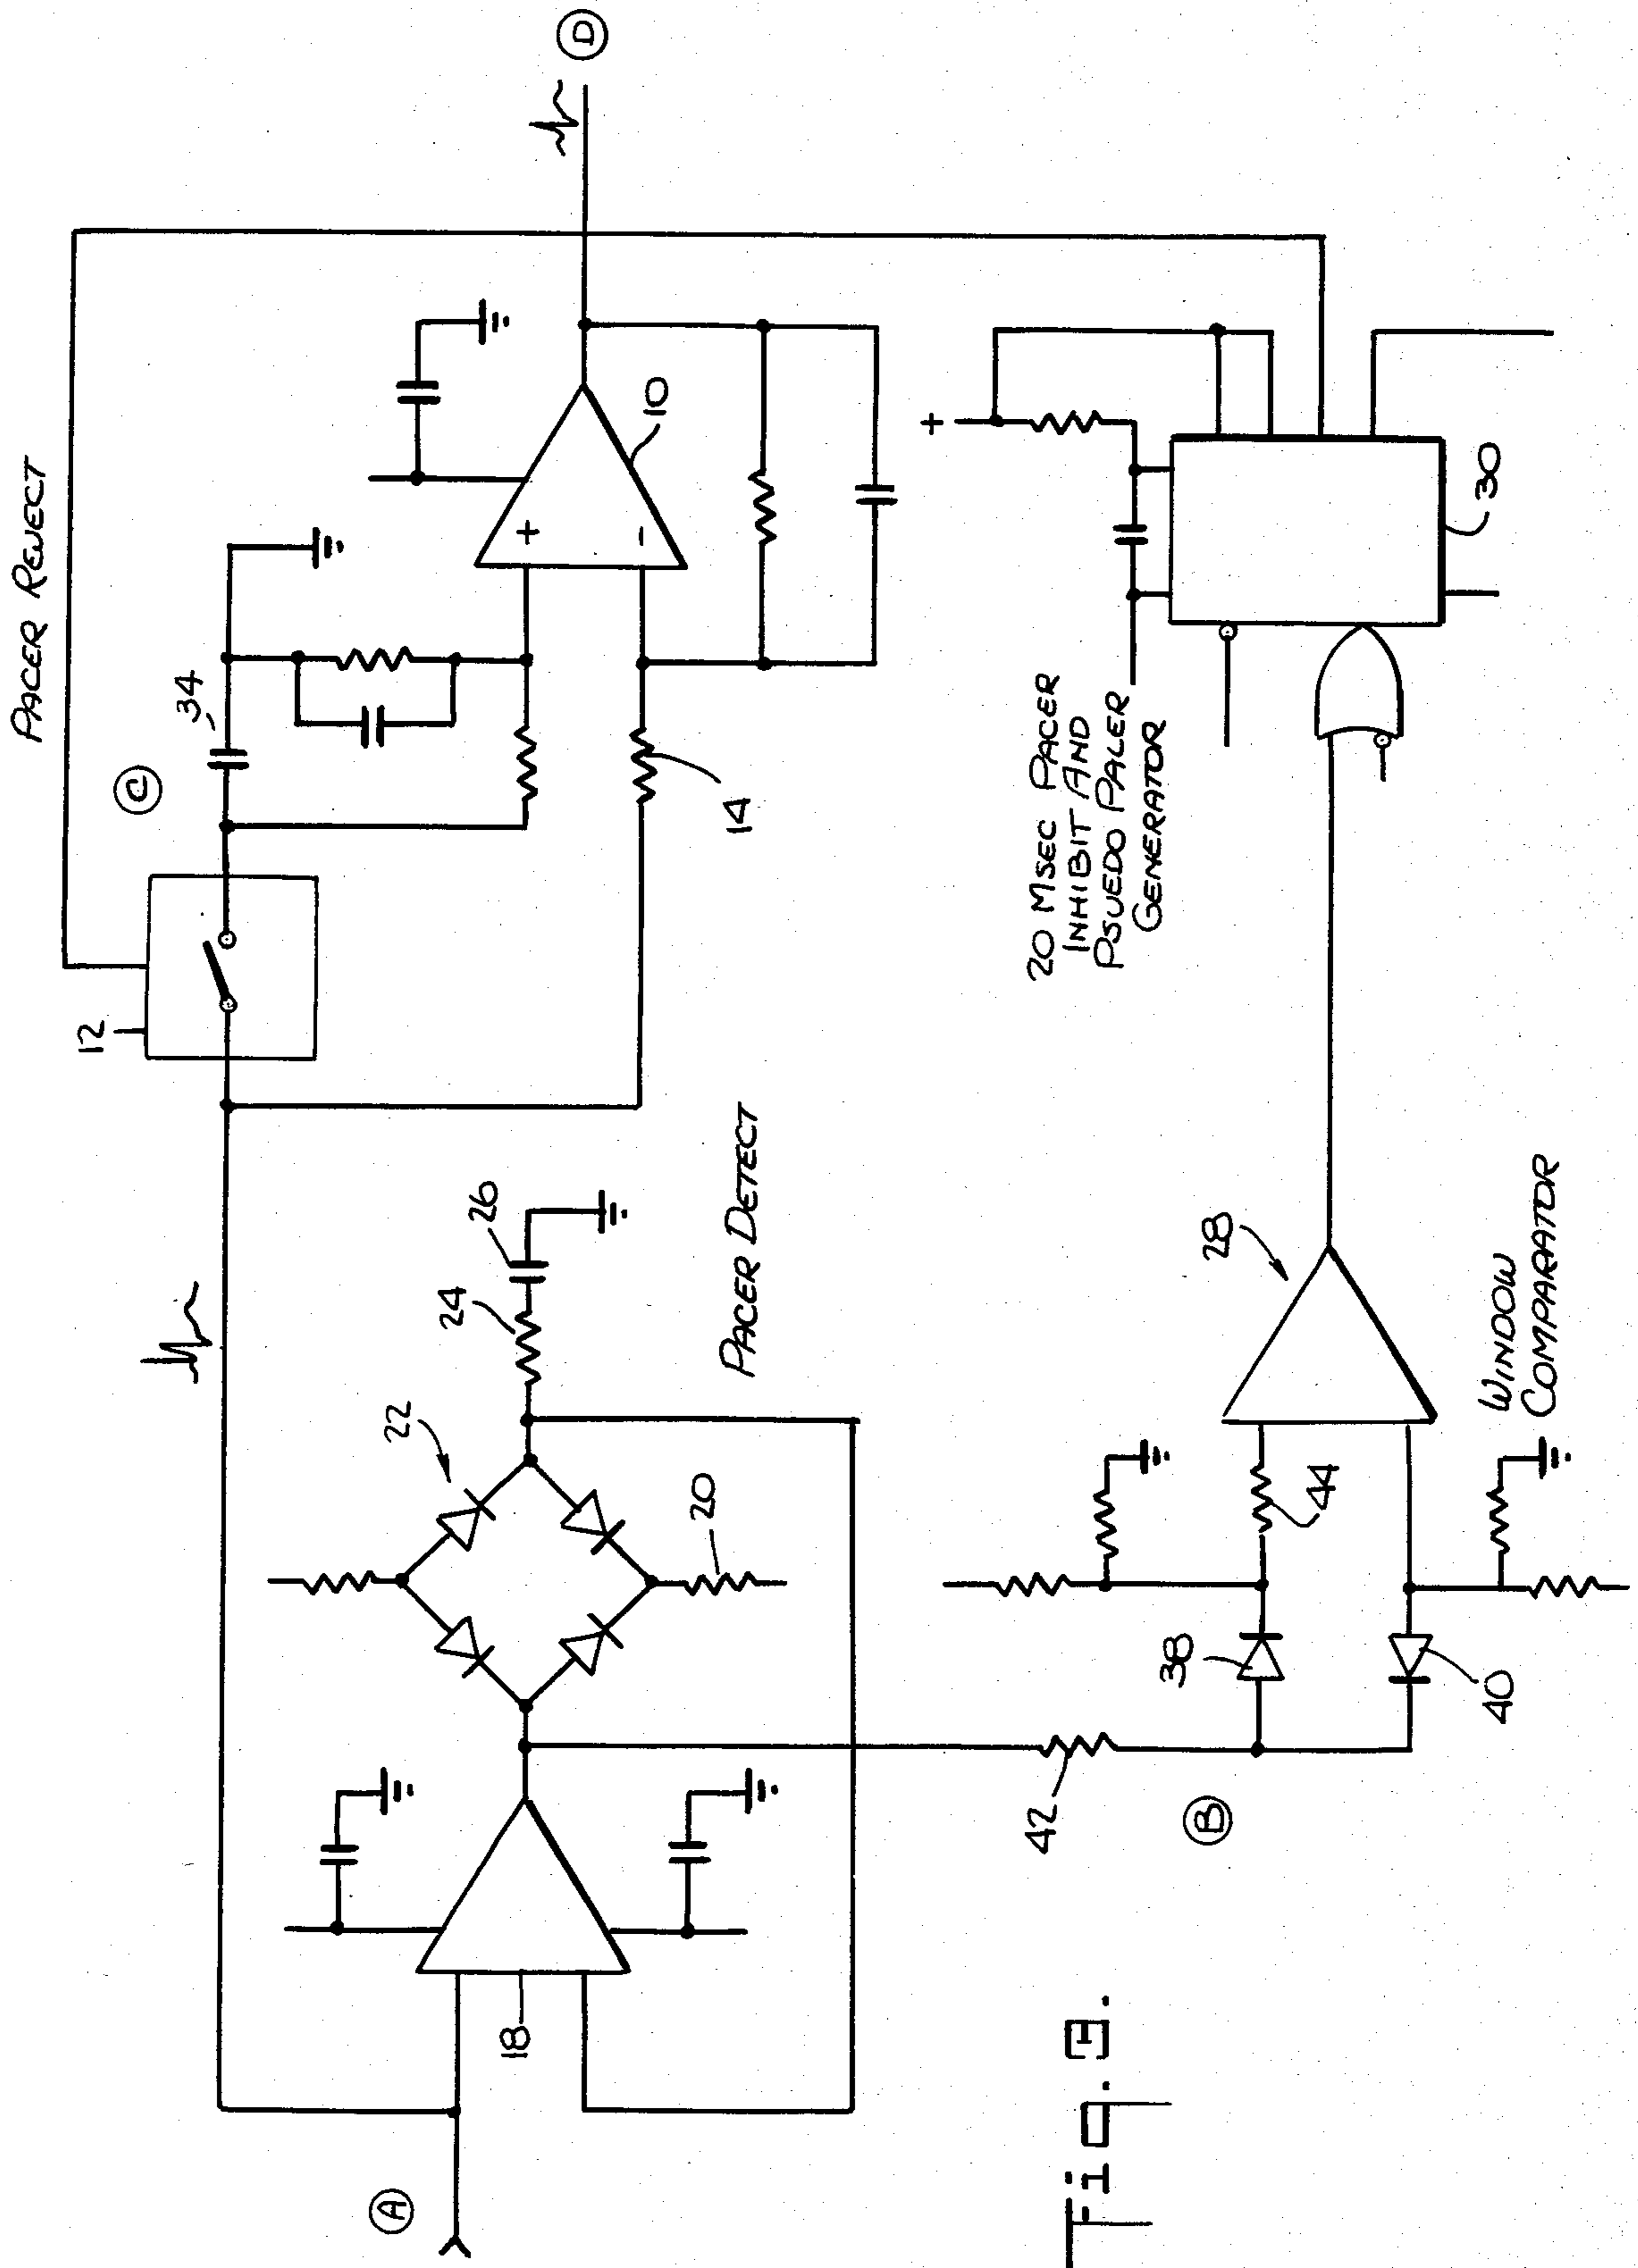 PACER REJECT
12
C
34
10
D
14
+
-
PACER DETECT
22
24
26
20
A
18
42
B
38
40
44
28
WINDOW
COMPARATOR
20 MSEC PACER
INHIBIT AND
PSUEDO PALER
GENERATOR
+
30
Fig. 3.